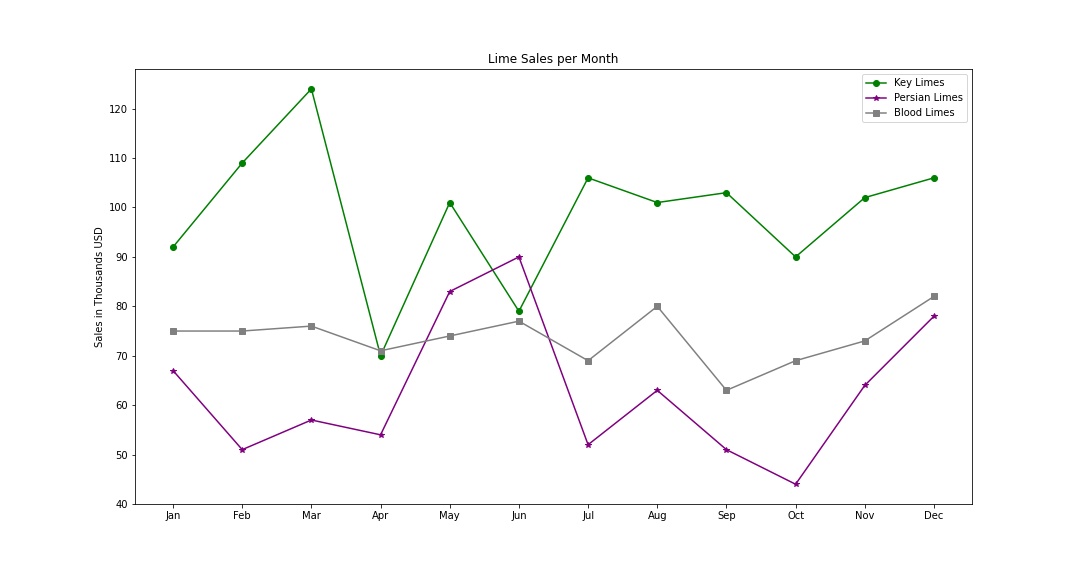 Lime Sales per Month
Key Limes
Persian Limes
Blood Limes
Sales in Thousands USD
120
110
100
90
80
70
60
50
40
Jan Feb Mar Apr May Jun Jul Aug Sep Oct Nov Dec